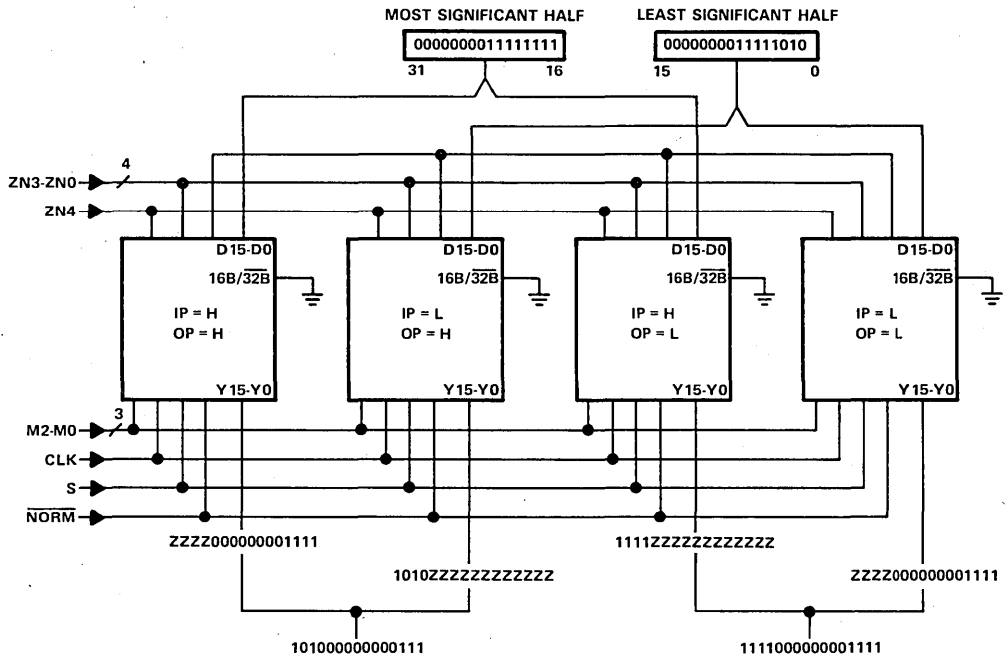 MOST SIGNIFICANT HALF LEAST SIGNIFICANT HALF
0000000011111111 0000000011111010
31 16 15 0
4
ZN3-ZN0
ZN4
D15-D0 D15-D0 D15-D0 D15-D0
16B/32B 16B/32B 16B/32B 16B/32B
IP = H IP = L IP = H IP = L
OP = H OP = H OP = L OP = L
Y15-Y0 Y15-Y0 Y15-Y0 Y15-Y0
3
M2-M0
CLK
S
NORM
ZZZZ000000001111 1111ZZZZZZZZZZZZ
1010ZZZZZZZZZZZZ ZZZZ000000001111
101000000000111 1111000000001111